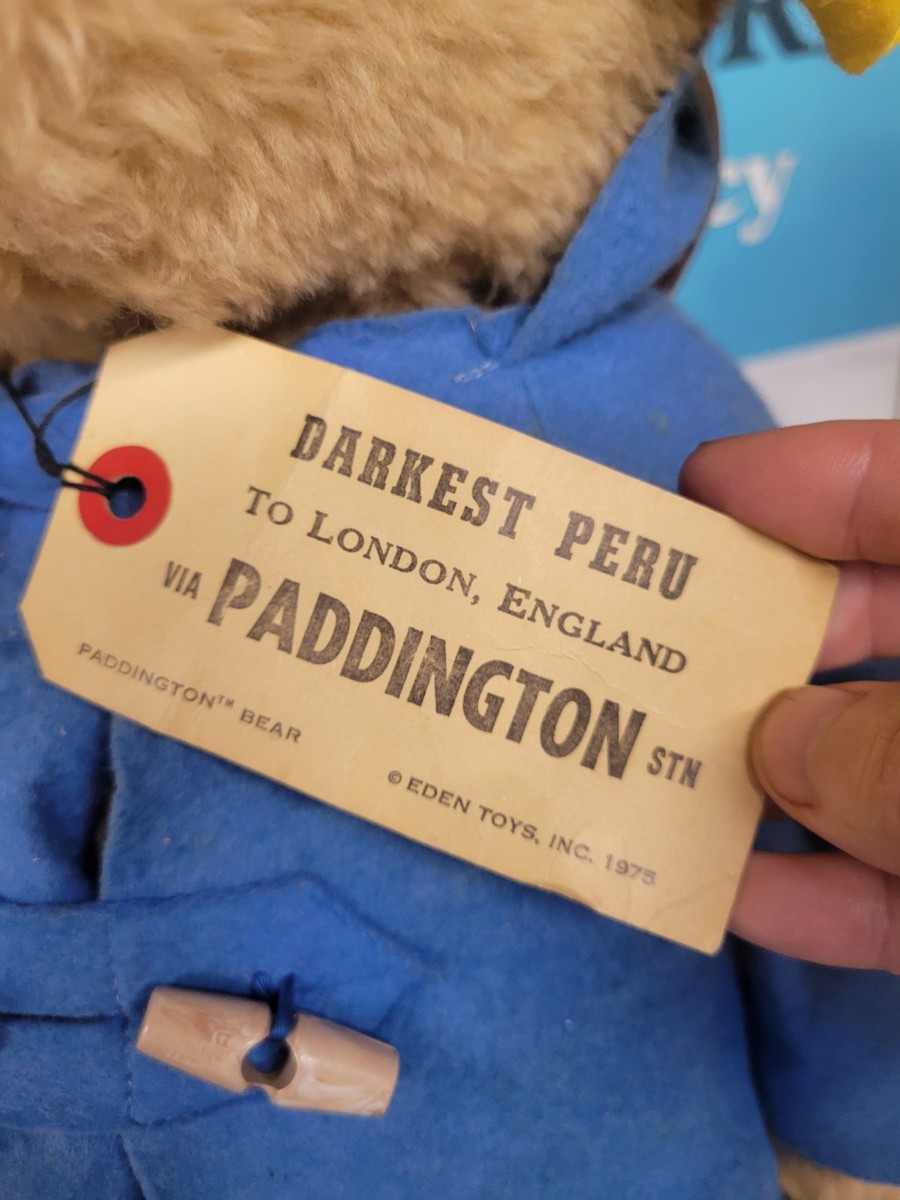 DARKEST PERU
TO LONDON, ENGLAND
VIA PADDINGTON STN
PADDINGTON™ BEAR
© EDEN TOYS, INC. 1975